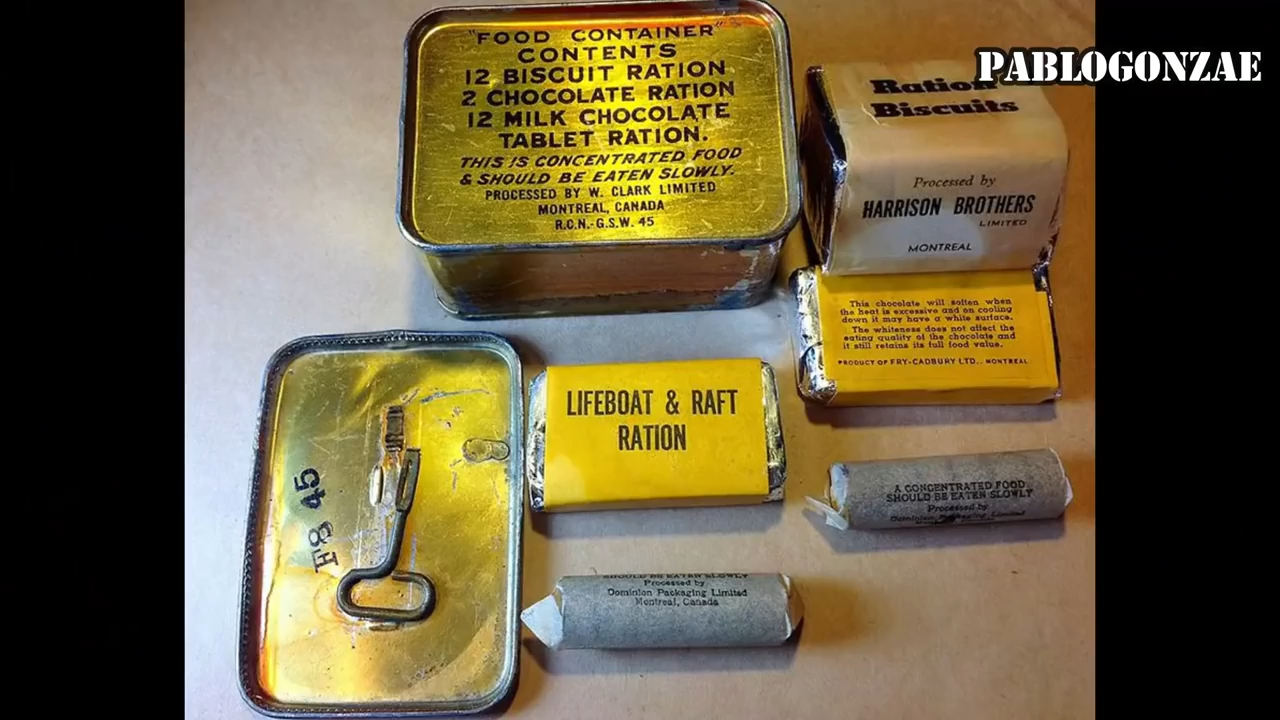 "FOOD CONTAINER"
CONTENTS
12 BISCUIT RATION
2 CHOCOLATE RATION
12 MILK CHOCOLATE
TABLET RATION.
THIS IS CONCENTRATED FOOD
& SHOULD BE EATEN SLOWLY.
PROCESSED BY W. CLARK LIMITED
MONTREAL, CANADA
R.C.N.-G.S.W. 45
PABLOGONZAE
Ration
Biscuits
Processed by
HARRISON BROTHERS
LIMITED
MONTREAL
This chocolate will soften when
the heat is excessive and on cooling
down it may have a white surface.
The whiteness does not affect the
eating quality of the chocolate and
it still retains its full food value.
PRODUCT OF FRY-CADBURY LTD., MONTREAL
LIFEBOAT & RAFT
RATION
45
A CONCENTRATED FOOD
SHOULD BE EATEN SLOWLY
Processed by
Dominion Packaging Limited
SHOULD BE EATEN SLOWLY
Processed by
Dominion Packaging Limited
Montreal, Canada